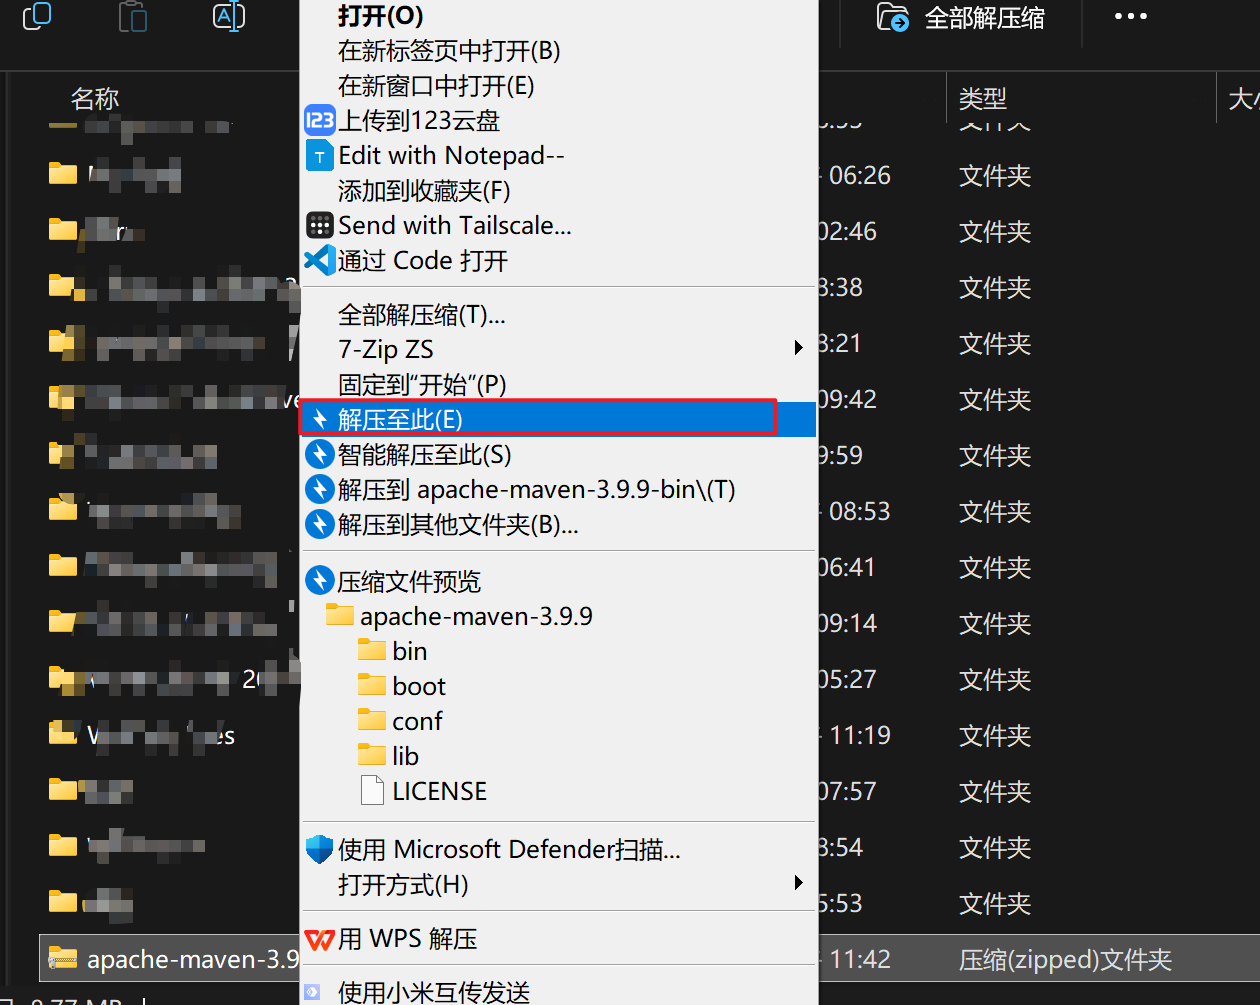 全部解压缩
名称
类型
打开(O)
在新标签页中打开(B)
在新窗口中打开(E)
123 上传到123云盘
T Edit with Notepad--
添加到收藏夹(F)
Send with Tailscale...
通过 Code 打开
全部解压缩(T)...
7-Zip ZS
固定到"开始"(P)
解压至此(E)
智能解压至此(S)
解压到 apache-maven-3.9.9-bin\(T)
解压到其他文件夹(B)...
压缩文件预览
apache-maven-3.9.9
bin
boot
conf
lib
LICENSE
使用 Microsoft Defender扫描...
打开方式(H)
用 WPS 解压
使用小米互传发送
文件夹
06:26 文件夹
02:46 文件夹
8:38 文件夹
8:21 文件夹
09:42 文件夹
9:59 文件夹
08:53 文件夹
06:41 文件夹
09:14 文件夹
05:27 文件夹
11:19 文件夹
07:57 文件夹
8:54 文件夹
5:53 文件夹
apache-maven-3.9 11:42 压缩(zipped)文件夹